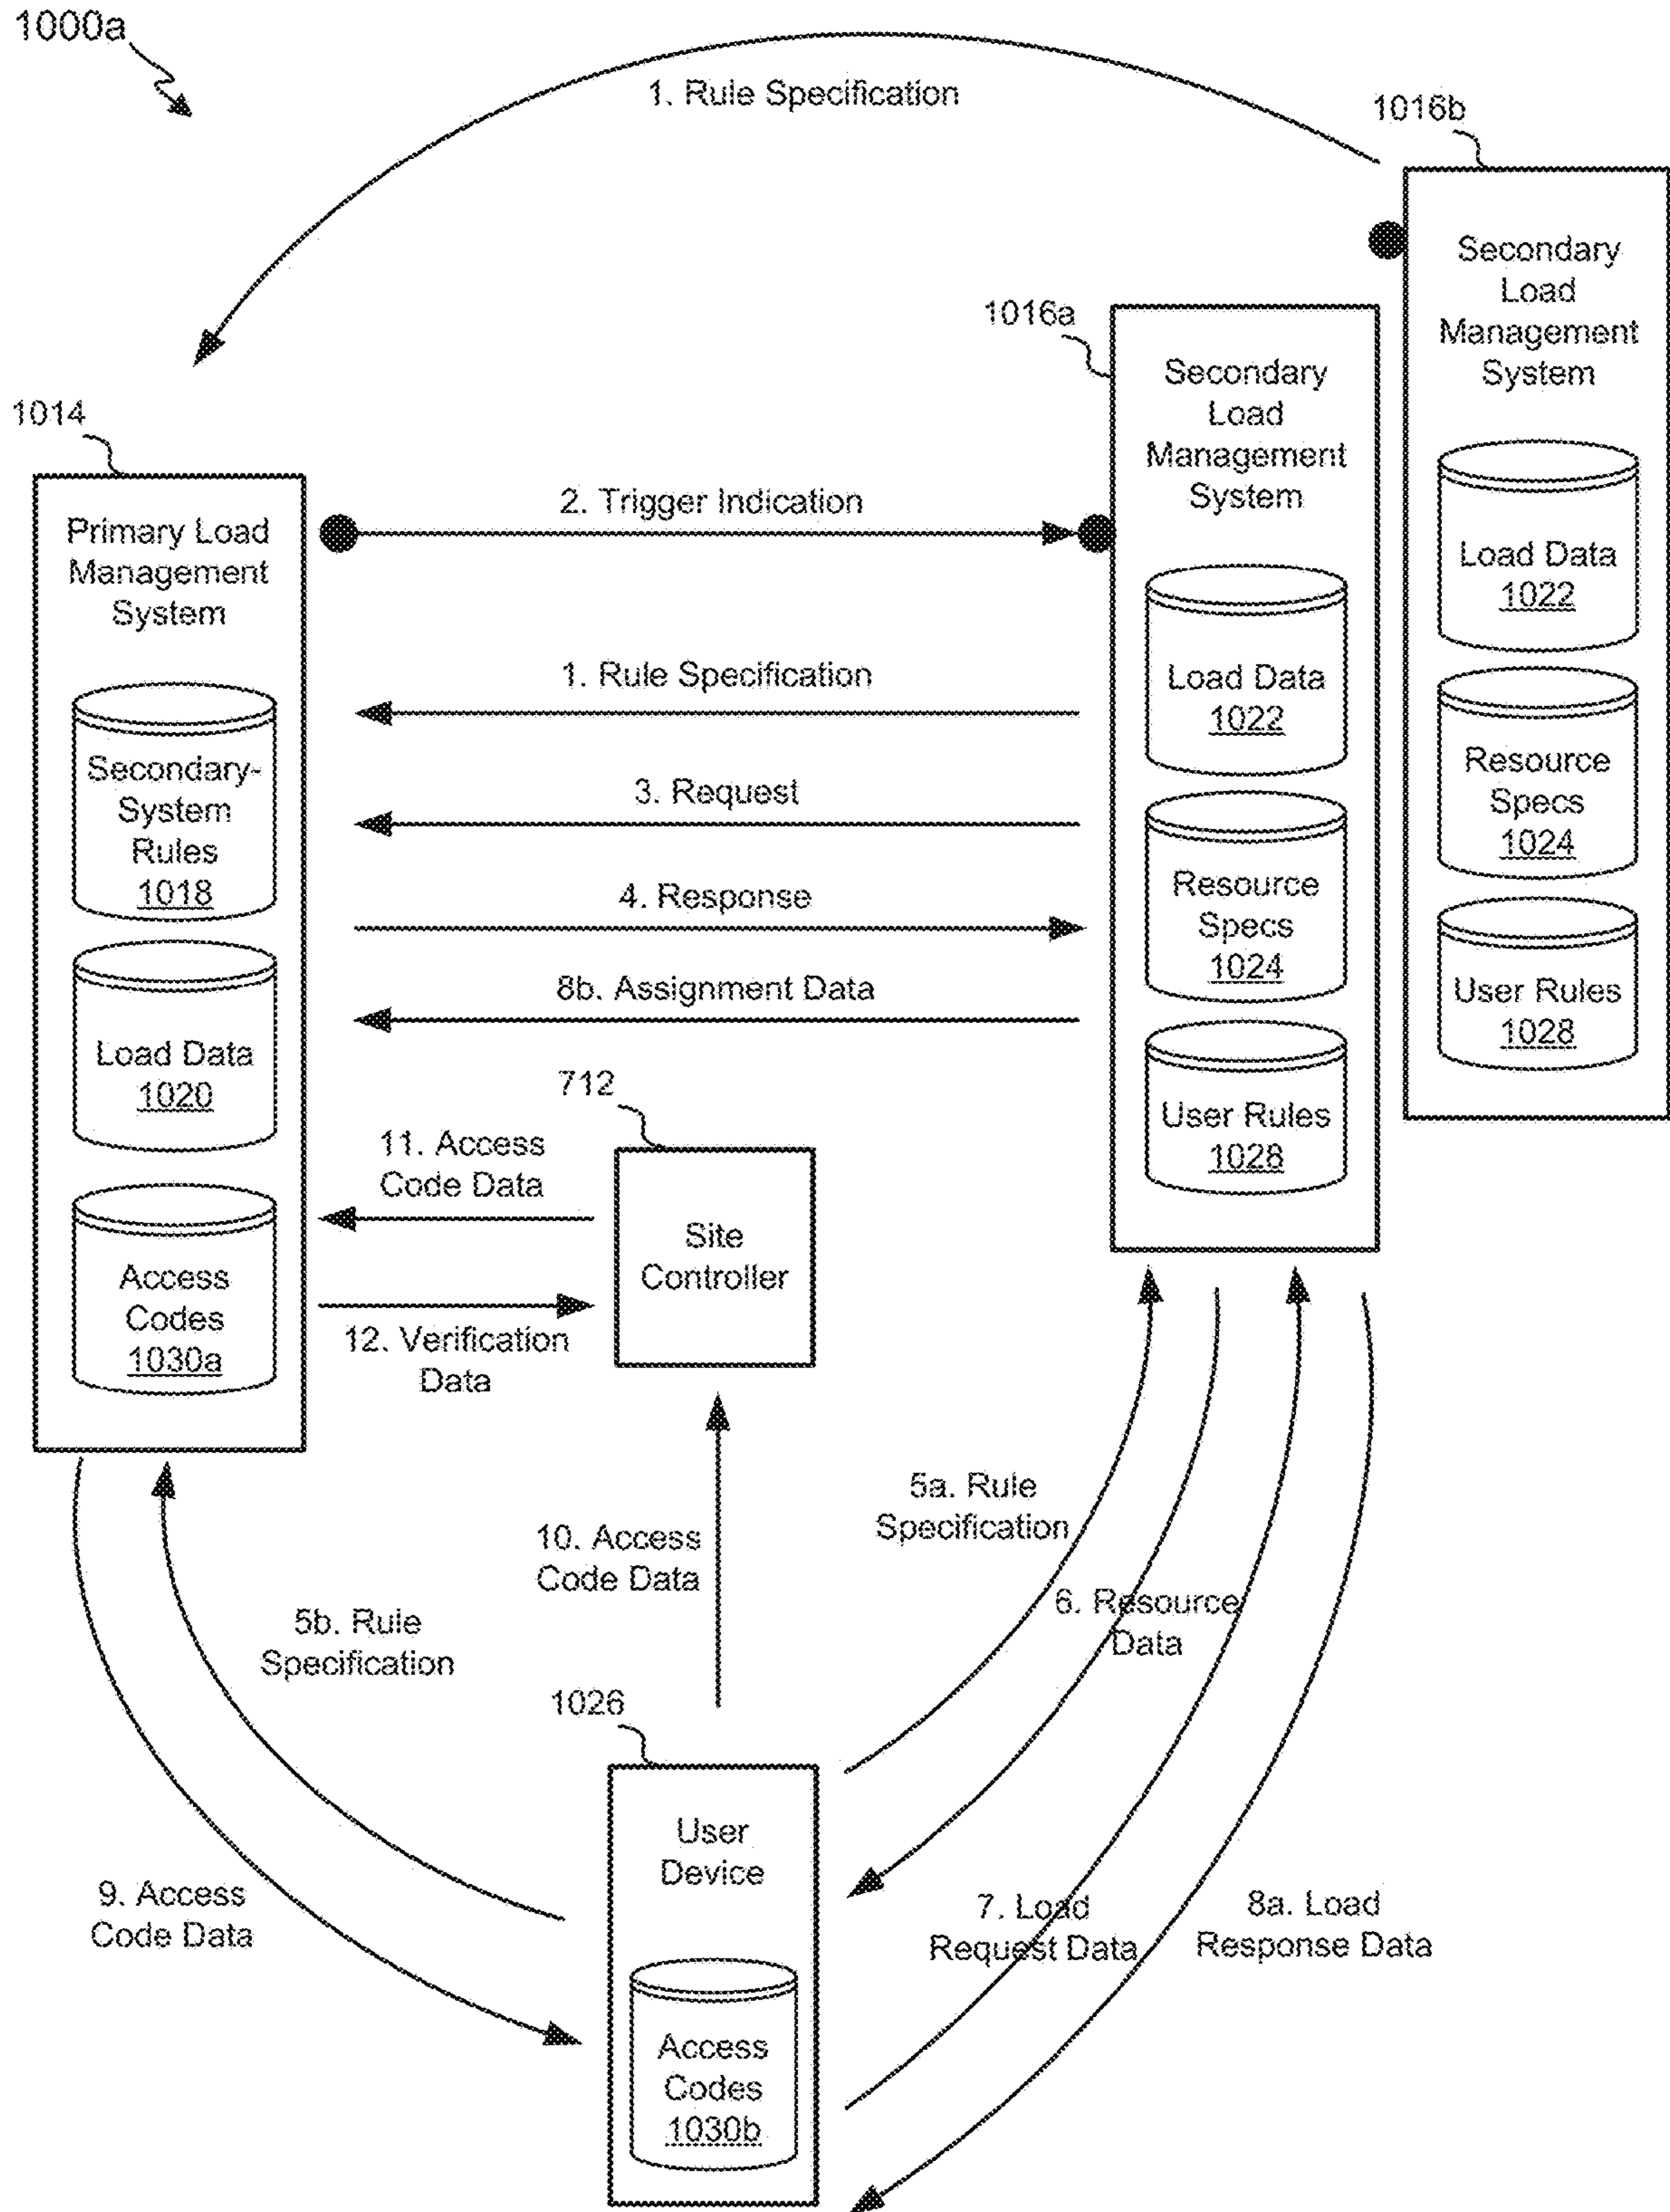 1000a
1. Rule Specification
1016b
Secondary
Load
Management
System
Load Data
1022
Resource
Specs
1024
User Rules
1028
1016a
Secondary
Load
Management
System
Load Data
1022
Resource
Specs
1024
User Rules
1028
1014
Primary Load
Management
System
Secondary-
System
Rules
1018
Load Data
1020
Access
Codes
1030a
2. Trigger Indication
1. Rule Specification
3. Request
4. Response
8b. Assignment Data
712
11. Access
Code Data
Site
Controller
12. Verification
Data
10. Access
Code Data
5a. Rule
Specification
6. Resource
Data
5b. Rule
Specification
1026
User
Device
Access
Codes
1030b
9. Access
Code Data
7. Load
Request Data
8a. Load
Response Data